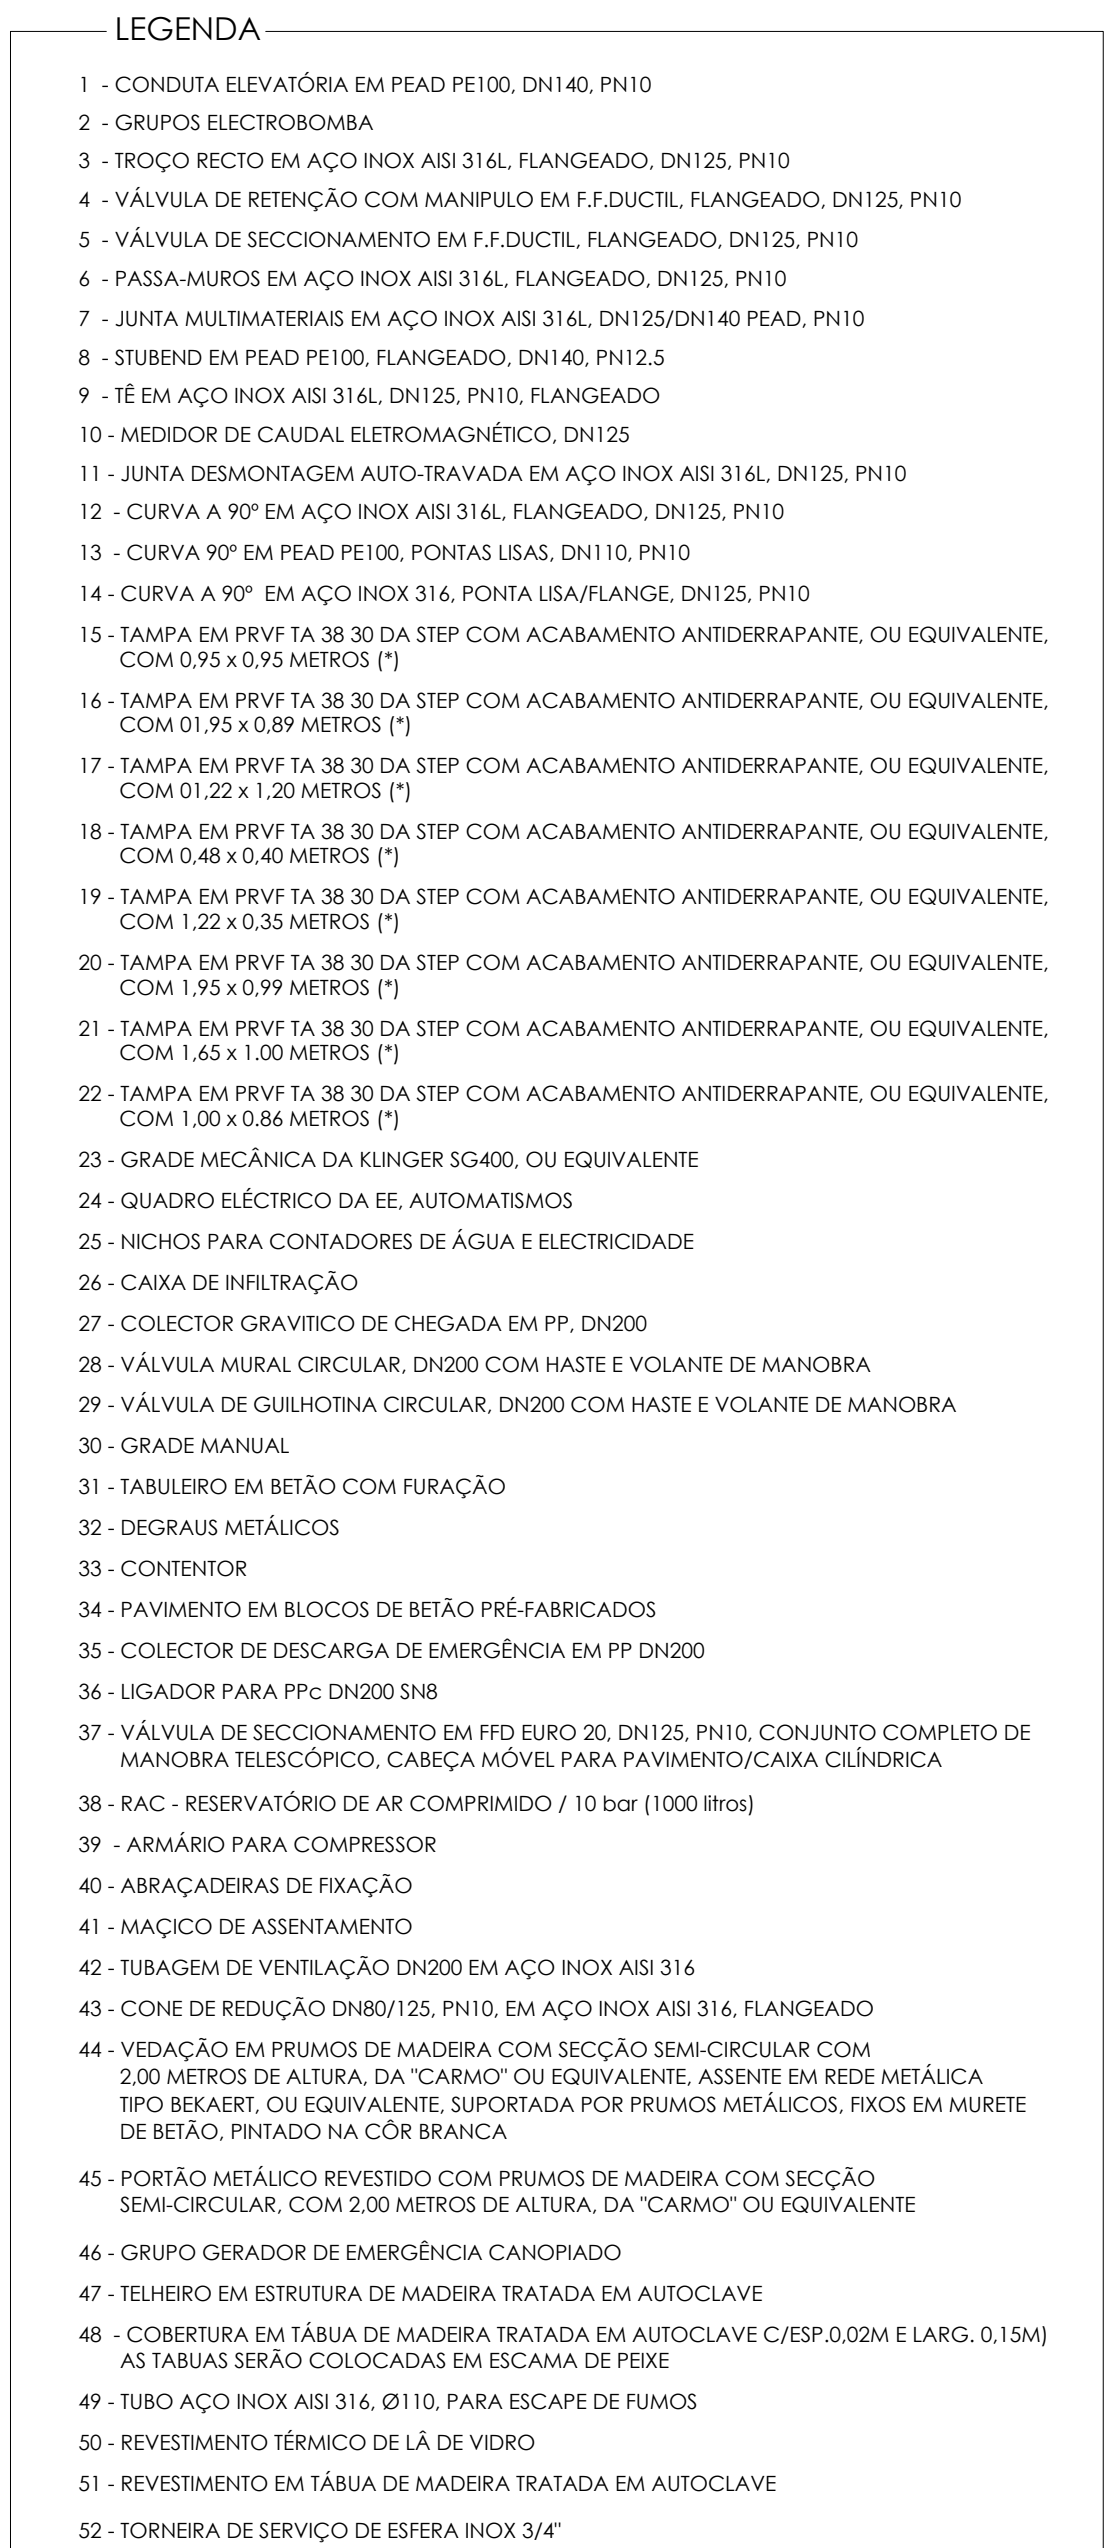 LEGENDA
1 - CONDUTA ELEVATÓRIA EM PEAD PE100, DN140, PN10
2 - GRUPOS ELECTROBOMBA
3 - TROÇO RECTO EM AÇO INOX AISI 316L, FLANGEADO, DN125, PN10
4 - VÁLVULA DE RETENÇÃO COM MANIPULO EM F.F.DUCTIL, FLANGEADO, DN125, PN10
5 - VÁLVULA DE SECCIONAMENTO EM F.F.DUCTIL, FLANGEADO, DN125, PN10
6 - PASSA-MUROS EM AÇO INOX AISI 316L, FLANGEADO, DN125, PN10
7 - JUNTA MULTIMATERIAIS EM AÇO INOX AISI 316L, DN125/DN140 PEAD, PN10
8 - STUBEND EM PEAD PE100, FLANGEADO, DN140, PN12.5
9 - TÊ EM AÇO INOX AISI 316L, DN125, PN10, FLANGEADO
10 - MEDIDOR DE CAUDAL ELETROMAGNÉTICO, DN125
11 - JUNTA DESMONTAGEM AUTO-TRAVADA EM AÇO INOX AISI 316L, DN125, PN10
12 - CURVA A 90º EM AÇO INOX AISI 316L, FLANGEADO, DN125, PN10
13 - CURVA 90º EM PEAD PE100, PONTAS LISAS, DN110, PN10
14 - CURVA A 90º EM AÇO INOX 316, PONTA LISA/FLANGE, DN125, PN10
15 - TAMPA EM PRVF TA 38 30 DA STEP COM ACABAMENTO ANTIDERRAPANTE, OU EQUIVALENTE,
COM 0,95 x 0,95 METROS (*)
16 - TAMPA EM PRVF TA 38 30 DA STEP COM ACABAMENTO ANTIDERRAPANTE, OU EQUIVALENTE,
COM 01,95 x 0,89 METROS (*)
17 - TAMPA EM PRVF TA 38 30 DA STEP COM ACABAMENTO ANTIDERRAPANTE, OU EQUIVALENTE,
COM 01,22 x 1,20 METROS (*)
18 - TAMPA EM PRVF TA 38 30 DA STEP COM ACABAMENTO ANTIDERRAPANTE, OU EQUIVALENTE,
COM 0,48 x 0,40 METROS (*)
19 - TAMPA EM PRVF TA 38 30 DA STEP COM ACABAMENTO ANTIDERRAPANTE, OU EQUIVALENTE,
COM 1,22 x 0,35 METROS (*)
20 - TAMPA EM PRVF TA 38 30 DA STEP COM ACABAMENTO ANTIDERRAPANTE, OU EQUIVALENTE,
COM 1,95 x 0,99 METROS (*)
21 - TAMPA EM PRVF TA 38 30 DA STEP COM ACABAMENTO ANTIDERRAPANTE, OU EQUIVALENTE,
COM 1,65 x 1.00 METROS (*)
22 - TAMPA EM PRVF TA 38 30 DA STEP COM ACABAMENTO ANTIDERRAPANTE, OU EQUIVALENTE,
COM 1,00 x 0.86 METROS (*)
23 - GRADE MECÂNICA DA KLINGER SG400, OU EQUIVALENTE
24 - QUADRO ELÉCTRICO DA EE, AUTOMATISMOS
25 - NICHOS PARA CONTADORES DE ÁGUA E ELECTRICIDADE
26 - CAIXA DE INFILTRAÇÃO
27 - COLECTOR GRAVITICO DE CHEGADA EM PP, DN200
28 - VÁLVULA MURAL CIRCULAR, DN200 COM HASTE E VOLANTE DE MANOBRA
29 - VÁLVULA DE GUILHOTINA CIRCULAR, DN200 COM HASTE E VOLANTE DE MANOBRA
30 - GRADE MANUAL
31 - TABULEIRO EM BETÃO COM FURAÇÃO
32 - DEGRAUS METÁLICOS
33 - CONTENTOR
34 - PAVIMENTO EM BLOCOS DE BETÃO PRÉ-FABRICADOS
35 - COLECTOR DE DESCARGA DE EMERGÊNCIA EM PP DN200
36 - LIGADOR PARA PPc DN200 SN8
37 - VÁLVULA DE SECCIONAMENTO EM FFD EURO 20, DN125, PN10, CONJUNTO COMPLETO DE
MANOBRA TELESCÓPICO, CABEÇA MÓVEL PARA PAVIMENTO/CAIXA CILÍNDRICA
38 - RAC - RESERVATÓRIO DE AR COMPRIMIDO / 10 bar (1000 litros)
39 - ARMÁRIO PARA COMPRESSOR
40 - ABRAÇADEIRAS DE FIXAÇÃO
41 - MAÇICO DE ASSENTAMENTO
42 - TUBAGEM DE VENTILAÇÃO DN200 EM AÇO INOX AISI 316
43 - CONE DE REDUÇÃO DN80/125, PN10, EM AÇO INOX AISI 316, FLANGEADO
44 - VEDAÇÃO EM PRUMOS DE MADEIRA COM SECÇÃO SEMI-CIRCULAR COM
2,00 METROS DE ALTURA, DA "CARMO" OU EQUIVALENTE, ASSENTE EM REDE METÁLICA
TIPO BEKAERT, OU EQUIVALENTE, SUPORTADA POR PRUMOS METÁLICOS, FIXOS EM MURETE
DE BETÃO, PINTADO NA CÔR BRANCA
45 - PORTÃO METÁLICO REVESTIDO COM PRUMOS DE MADEIRA COM SECÇÃO
SEMI-CIRCULAR, COM 2,00 METROS DE ALTURA, DA "CARMO" OU EQUIVALENTE
46 - GRUPO GERADOR DE EMERGÊNCIA CANOPIADO
47 - TELHEIRO EM ESTRUTURA DE MADEIRA TRATADA EM AUTOCLAVE
48 - COBERTURA EM TÁBUA DE MADEIRA TRATADA EM AUTOCLAVE C/ESP.0,02M E LARG. 0,15M)
AS TABUAS SERÃO COLOCADAS EM ESCAMA DE PEIXE
49 - TUBO AÇO INOX AISI 316, Ø110, PARA ESCAPE DE FUMOS
50 - REVESTIMENTO TÉRMICO DE LÂ DE VIDRO
51 - REVESTIMENTO EM TÁBUA DE MADEIRA TRATADA EM AUTOCLAVE
52 - TORNEIRA DE SERVIÇO DE ESFERA INOX 3/4"